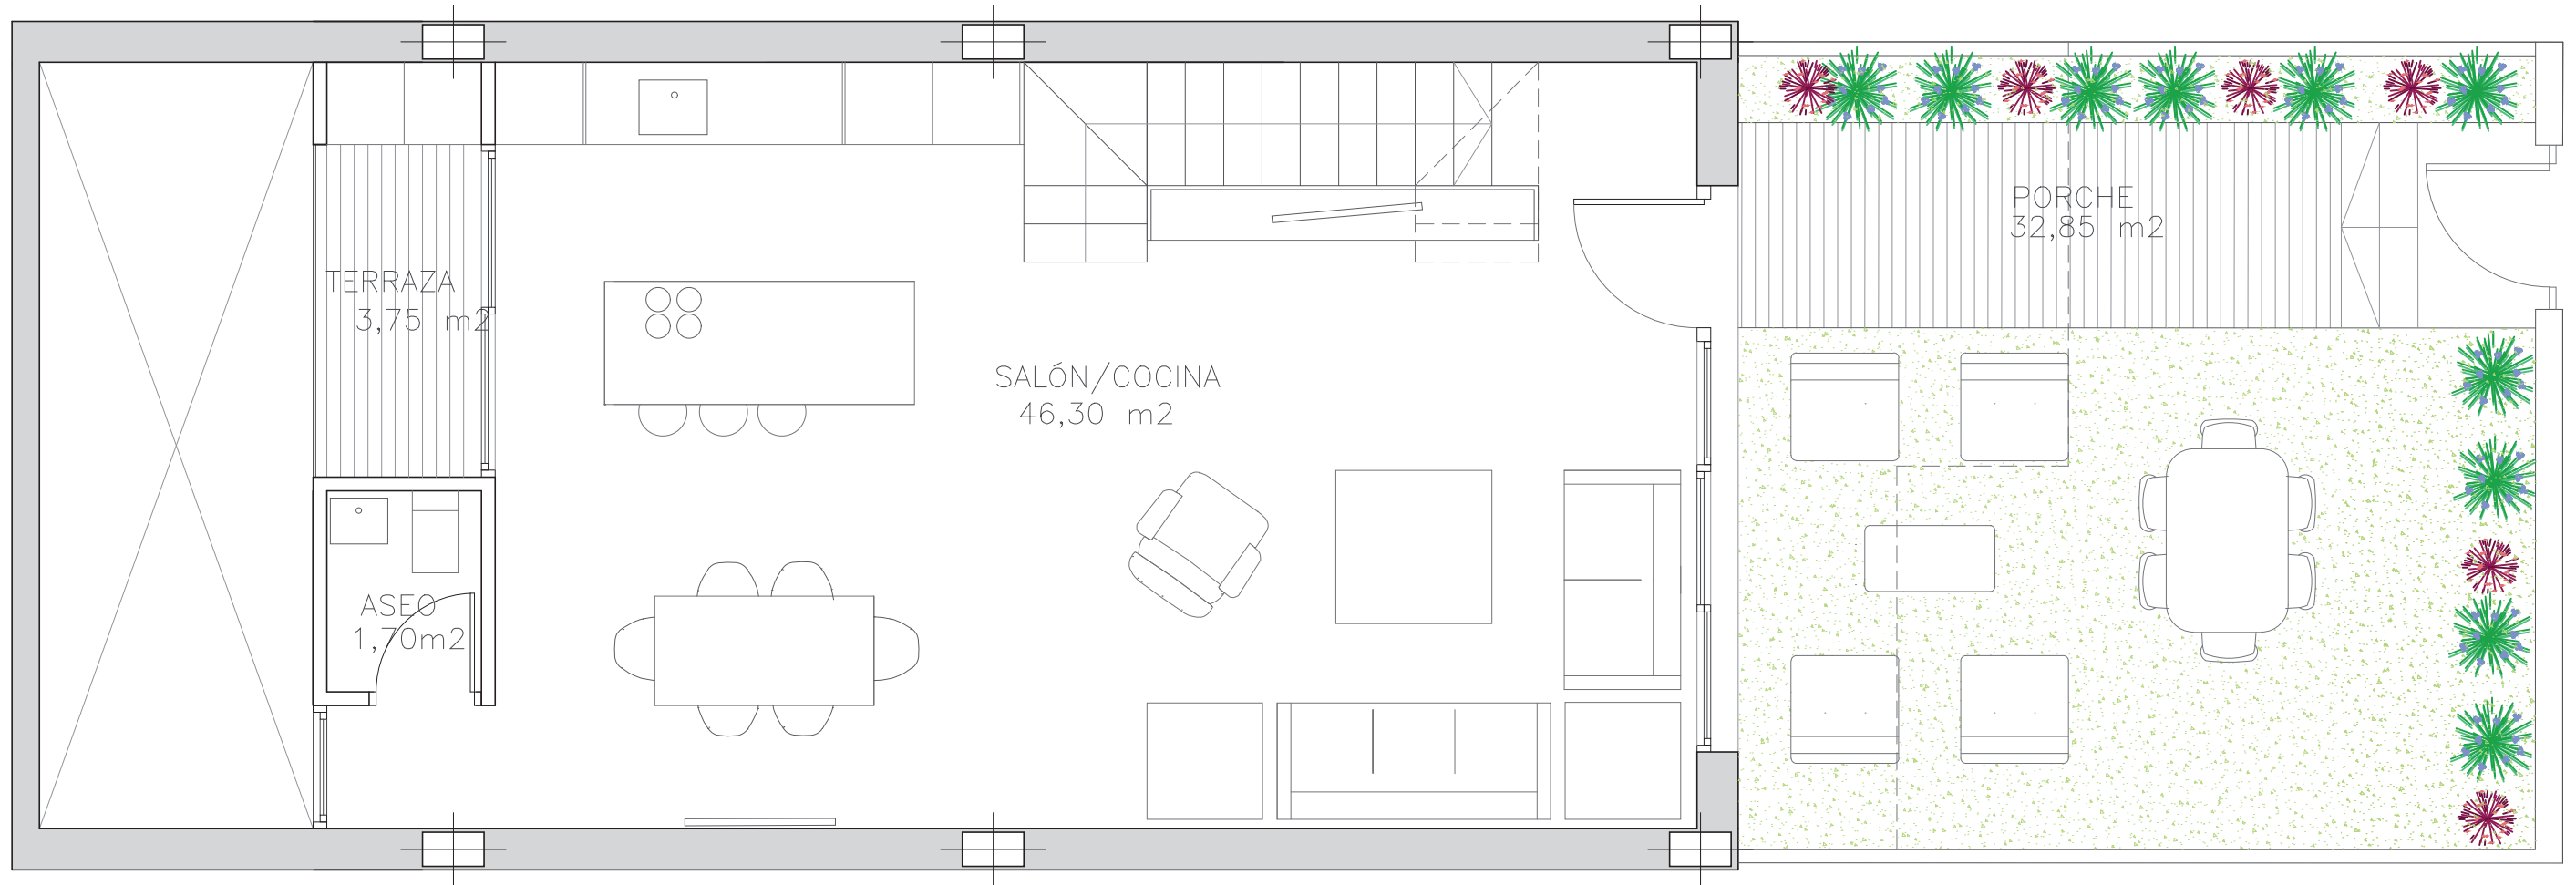 TERRAZA
3,75 m2
ASEO
1,70m2
SALÓN/COCINA
46,30 m2
PORCHE
32,85 m2